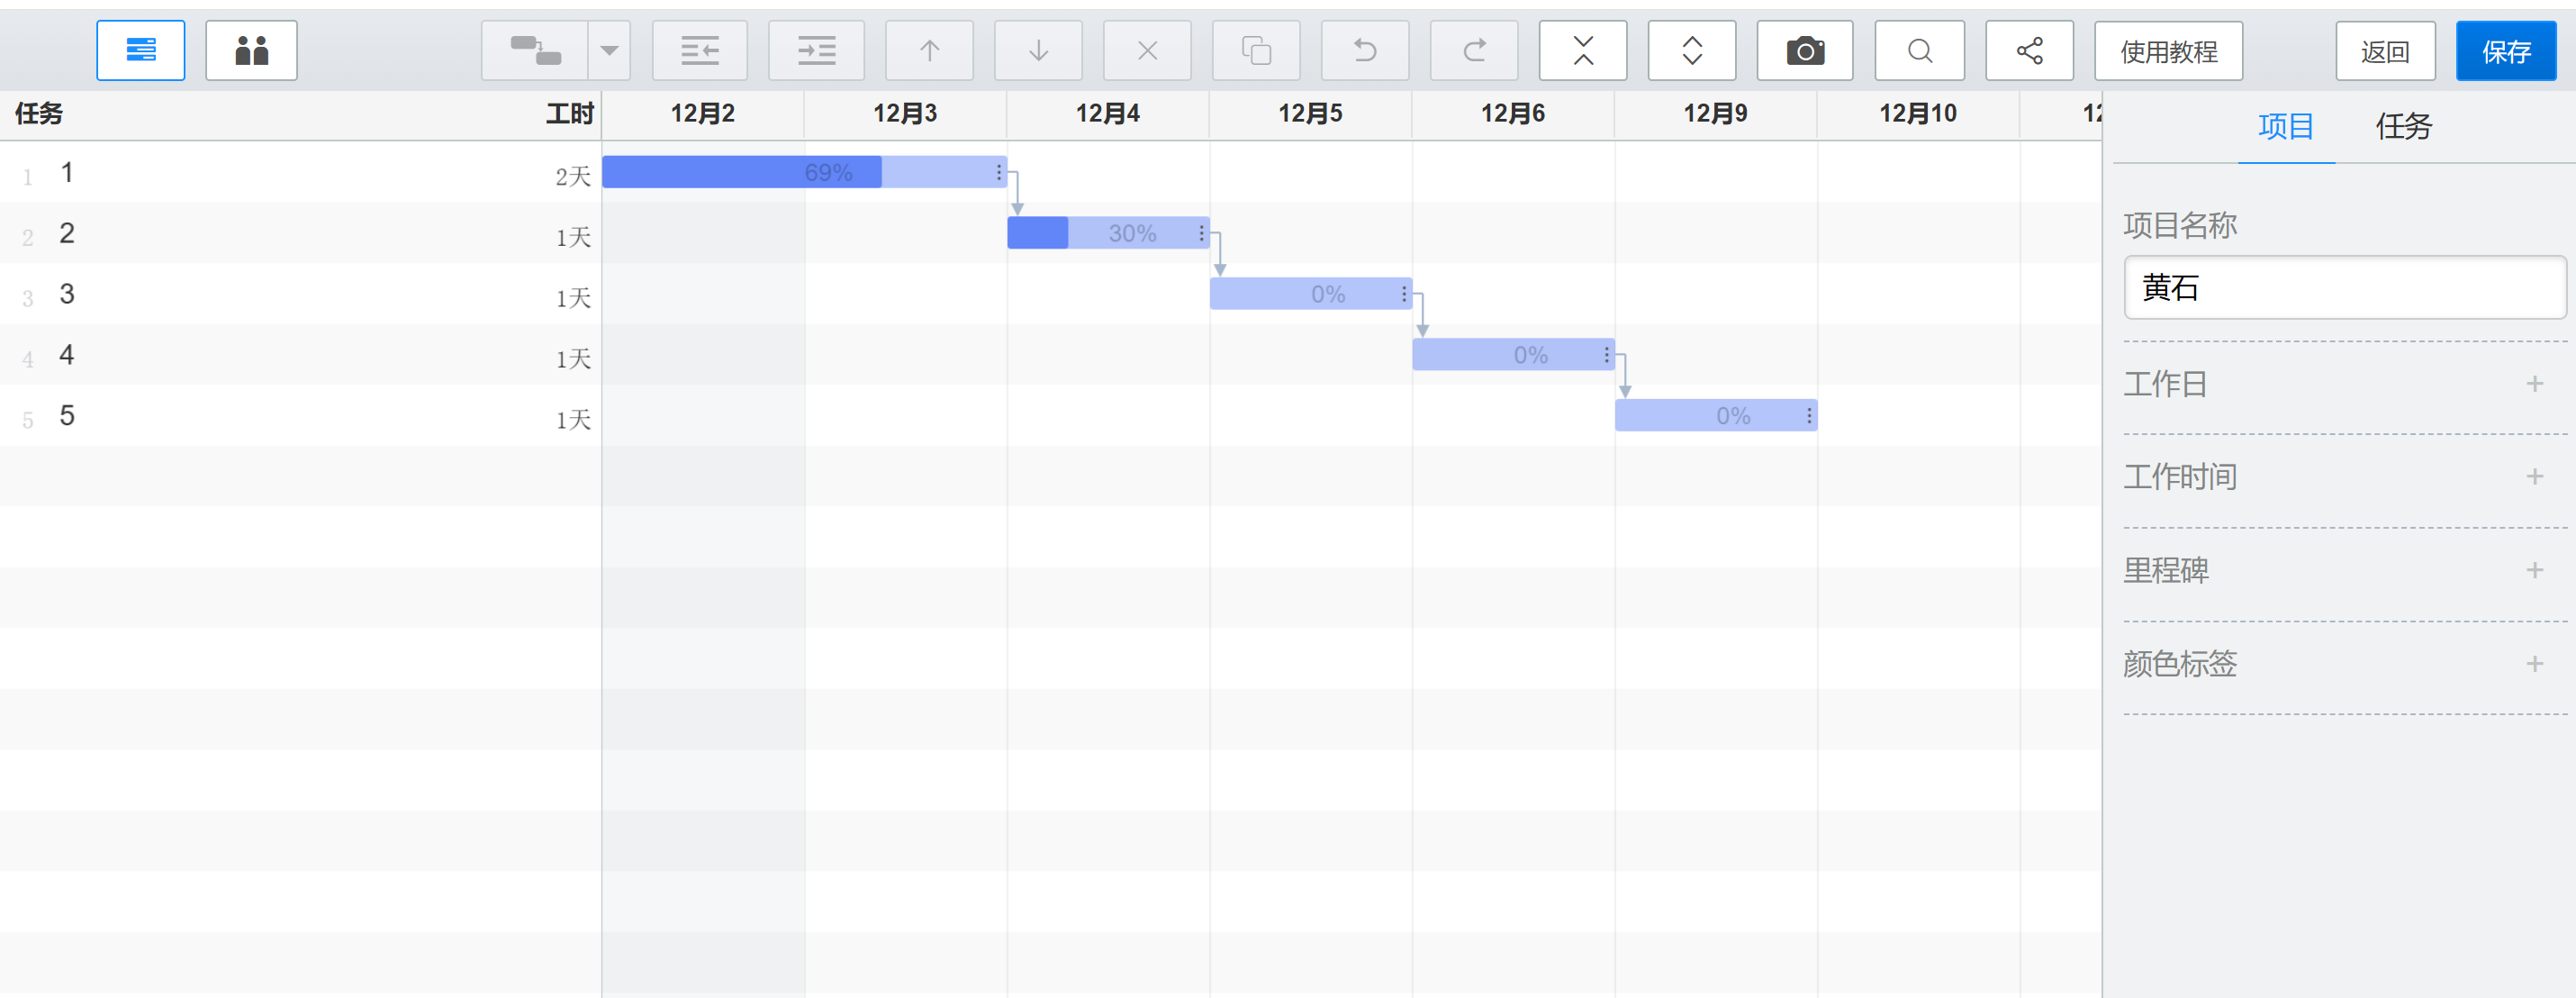 使用教程 返回 保存
任务 工时 12月2 12月3 12月4 12月5 12月6 12月9 12月10 12
项目 任务
1 1 2天 69%
2 2 1天 30%
3 3 1天 0%
4 4 1天 0%
5 5 1天 0%
项目名称
黄石
工作日 +
工作时间 +
里程碑 +
颜色标签 +